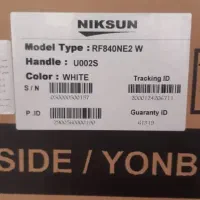 NIKSUN
Model Type : RF840NE2 W
Handle : U002S
Color : WHITE
Tracking ID
S / N
P ID
Guaranty ID
SIDE / YONB